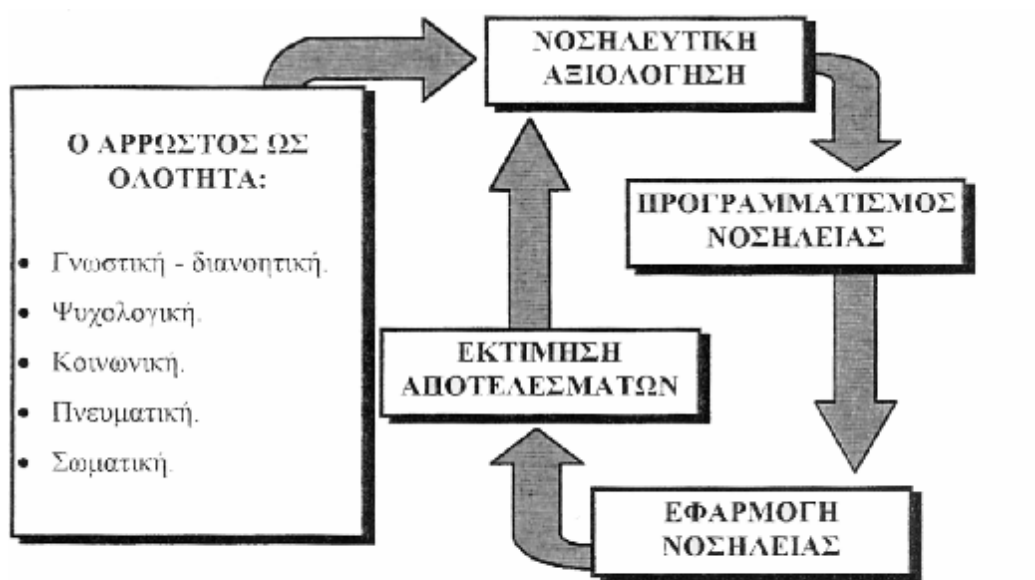 Ο ΑΡΡΩΣΤΟΣ ΩΣ
ΟΛΟΤΗΤΑ:
• Γνωστική - διανοητική.
• Ψυχολογική.
• Κοινωνική.
• Πνευματική.
• Σωματική.
ΝΟΣΗΛΕΥΤΙΚΗ
ΑΞΙΟΛΟΓΗΣΗ
ΠΡΟΓΡΑΜΜΑΤΙΣΜΟΣ
ΝΟΣΗΛΕΙΑΣ
ΕΦΑΡΜΟΓΗ
ΝΟΣΗΛΕΙΑΣ
ΕΚΤΙΜΗΣΗ
ΑΠΟΤΕΛΕΣΜΑΤΩΝ